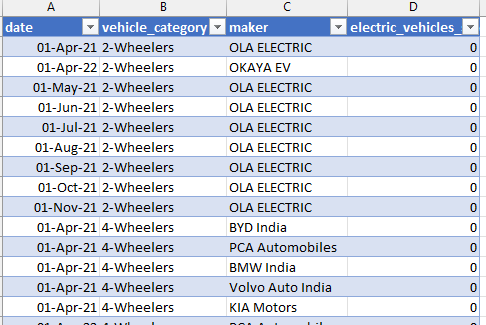 A B C D
date vehicle_category maker electric_vehicles_
01-Apr-21 2-Wheelers OLA ELECTRIC 0
01-Apr-22 2-Wheelers OKAYA EV 0
01-May-21 2-Wheelers OLA ELECTRIC 0
01-Jun-21 2-Wheelers OLA ELECTRIC 0
01-Jul-21 2-Wheelers OLA ELECTRIC 0
01-Aug-21 2-Wheelers OLA ELECTRIC 0
01-Sep-21 2-Wheelers OLA ELECTRIC 0
01-Oct-21 2-Wheelers OLA ELECTRIC 0
01-Nov-21 2-Wheelers OLA ELECTRIC 0
01-Apr-21 4-Wheelers BYD India 0
01-Apr-21 4-Wheelers PCA Automobiles 0
01-Apr-21 4-Wheelers BMW India 0
01-Apr-21 4-Wheelers Volvo Auto India 0
01-Apr-21 4-Wheelers KIA Motors 0